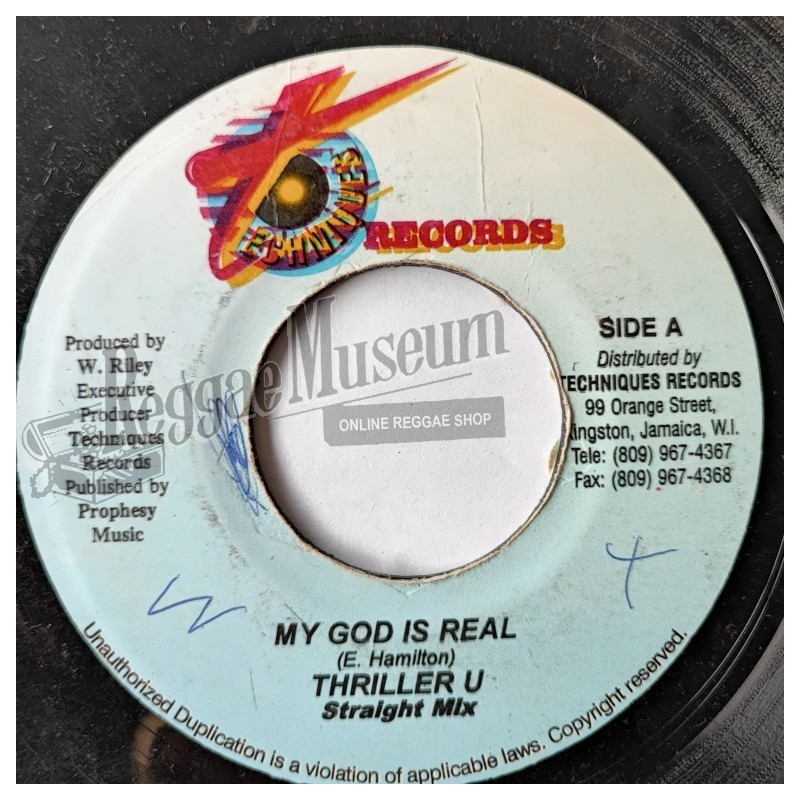 TECHNIQUES
RECORDS
SIDE A
Distributed by
TECHNIQUES RECORDS
99 Orange Street,
Kingston, Jamaica, W.I.
Tele: (809) 967-4367
Fax: (809) 967-4368
Produced by
W. Riley
Executive
Producer
Techniques
Records
Published by
Prophesy
Music
Reggae Museum
ONLINE REGGAE SHOP
MY GOD IS REAL
(E. Hamilton)
THRILLER U
Straight Mix
Unauthorized Duplication is a violation of applicable laws. Copyright reserved.